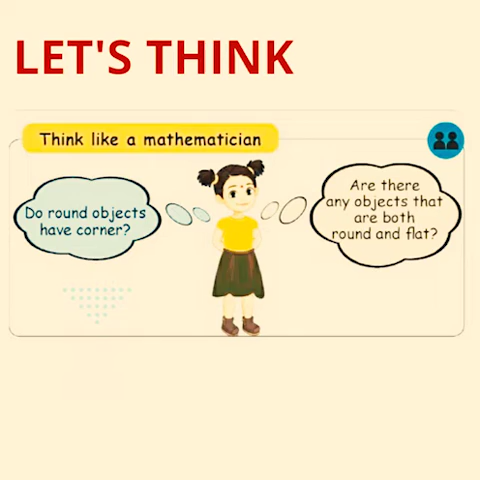 LET'S THINK
Think like a mathematician
Do round objects
have corner?
Are there
any objects that
are both
round and flat?